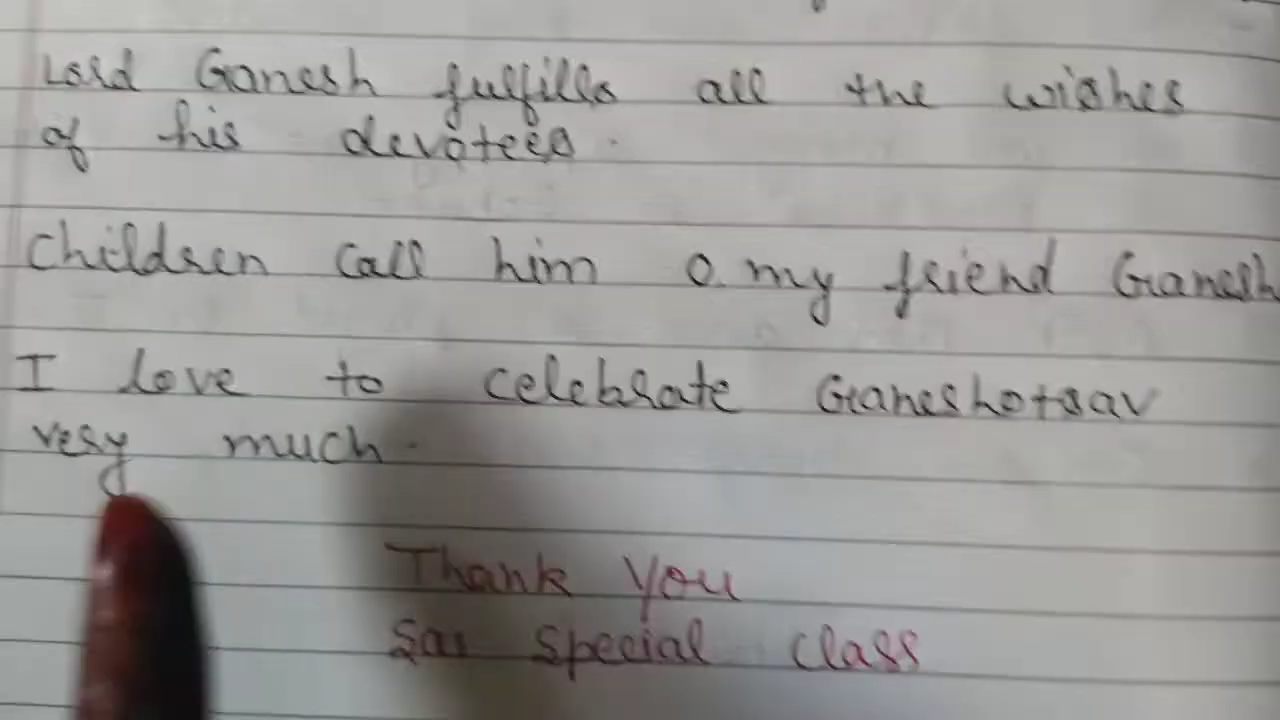 Lord Ganesh fulfills all the wishes
of his devotees.
Children call him O my friend Ganesh
I love to celebrate Ganeshotsav
very much.
Thank You
Sai Special Class